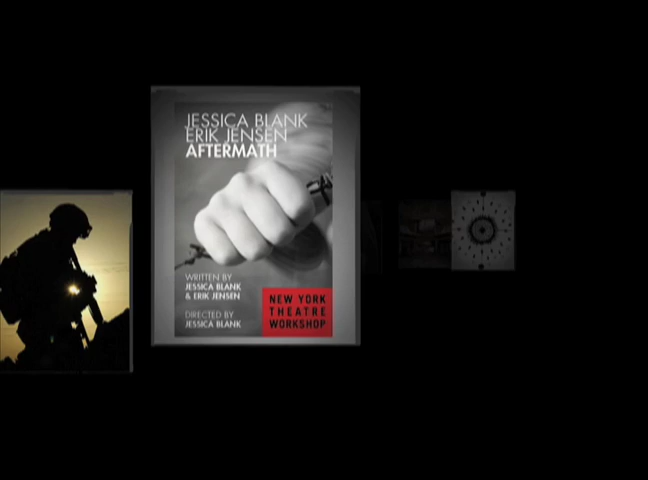 JESSICA BLANK
ERIK JENSEN
AFTERMATH
WRITTEN BY
JESSICA BLANK
& ERIK JENSEN
DIRECTED BY
JESSICA BLANK
NEW YORK
THEATRE
WORKSHOP